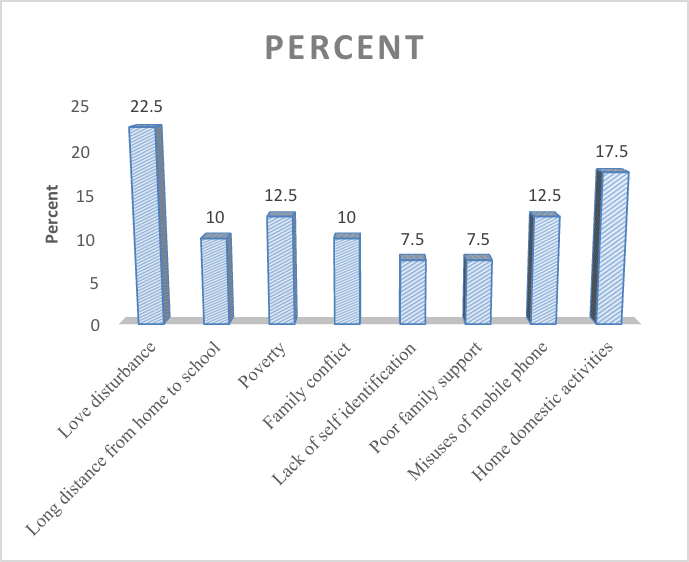 PERCENT
Percent
25
20
15
10
5
0
22.5
10
12.5
10
7.5
7.5
12.5
17.5
Love disturbance
Long distance from home to school
Poverty
Family conflict
Lack of self identification
Poor family support
Misuses of mobile phone
Home domestic activities